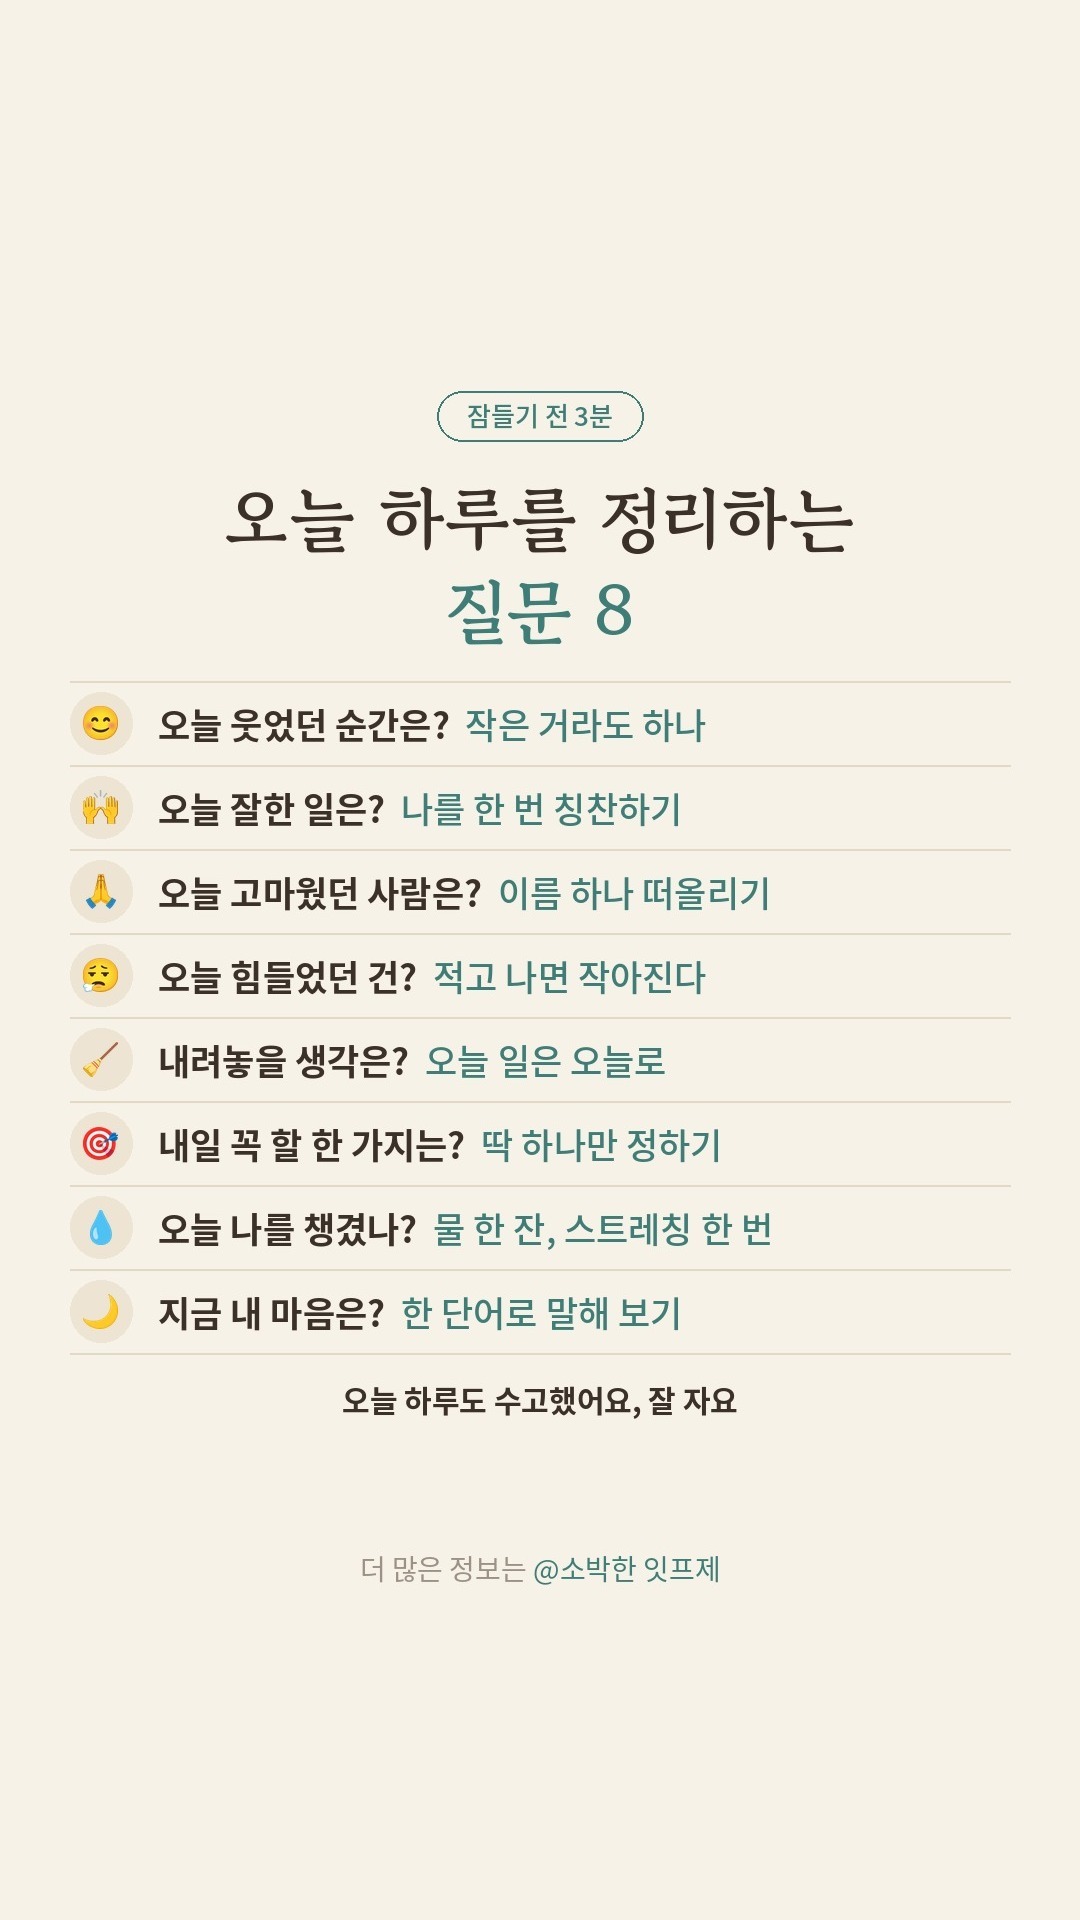 잠들기 전 3분
오늘 하루를 정리하는
질문 8
오늘 웃었던 순간은? 작은 거라도 하나
오늘 잘한 일은? 나를 한 번 칭찬하기
오늘 고마웠던 사람은? 이름 하나 떠올리기
오늘 힘들었던 건? 적고 나면 작아진다
내려놓을 생각은? 오늘 일은 오늘로
내일 꼭 할 한 가지는? 딱 하나만 정하기
오늘 나를 챙겼나? 물 한 잔, 스트레칭 한 번
지금 내 마음은? 한 단어로 말해 보기
오늘 하루도 수고했어요, 잘 자요
더 많은 정보는 @소박한 잇프제